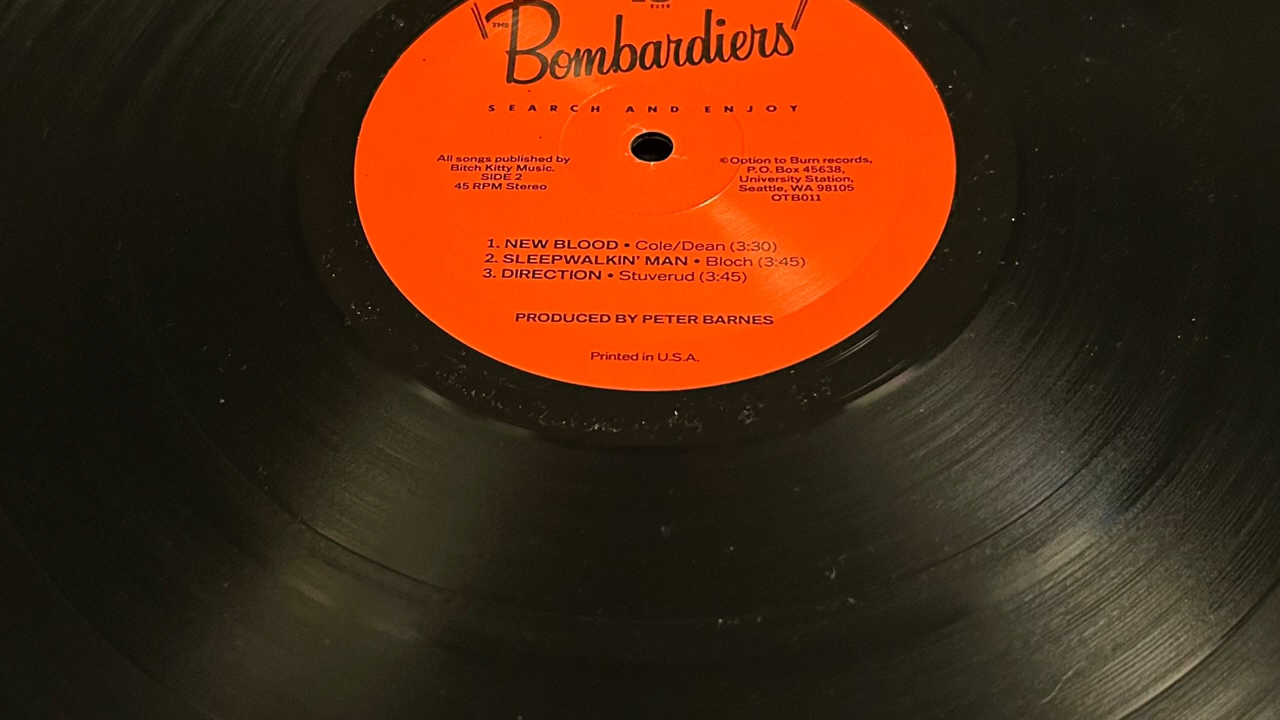 THE Bombardiers
SEARCH AND ENJOY
All songs published by
Bitch Kitty Music.
SIDE 2
45 RPM Stereo
©Option to Burn records,
P.O. Box 45638,
University Station,
Seattle, WA 98105
OTB011
1. NEW BLOOD • Cole/Dean (3:30)
2. SLEEPWALKIN' MAN • Bloch (3:45)
3. DIRECTION • Stuverud (3:45)
PRODUCED BY PETER BARNES
Printed in U.S.A.